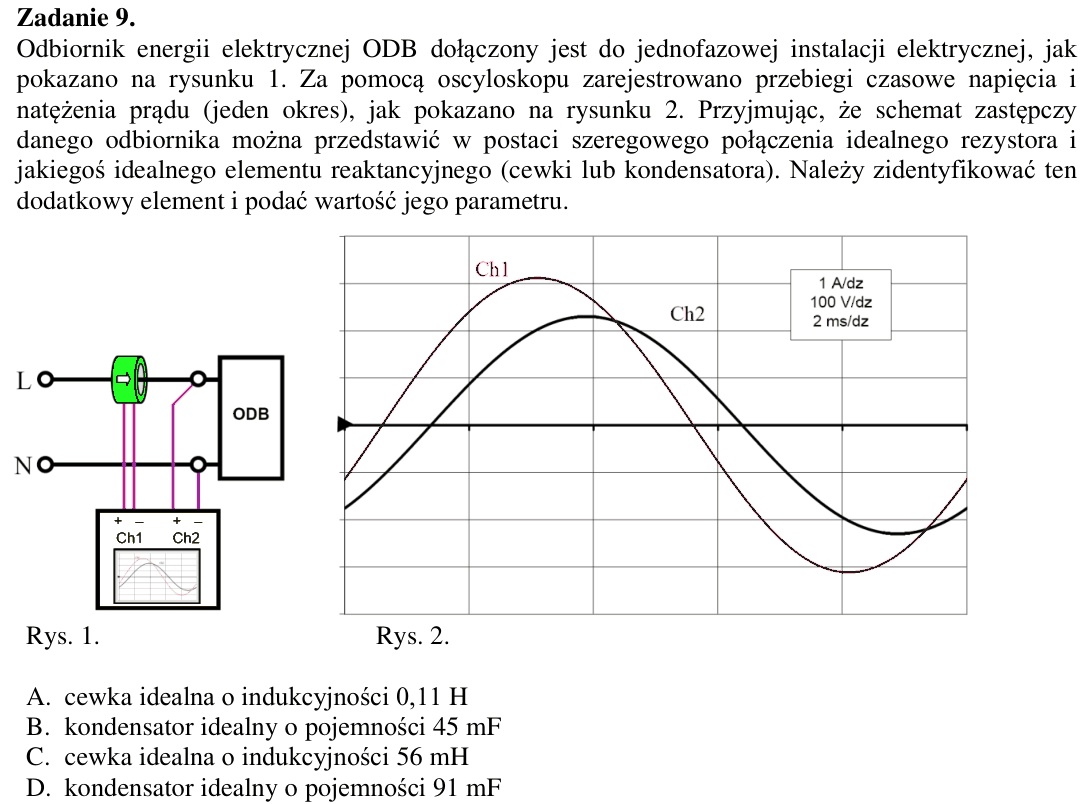 Zadanie 9.
Odbiornik energii elektrycznej ODB dołączony jest do jednofazowej instalacji elektrycznej, jak
pokazano na rysunku 1. Za pomocą oscyloskopu zarejestrowano przebiegi czasowe napięcia i
natężenia prądu (jeden okres), jak pokazano na rysunku 2. Przyjmując, że schemat zastępczy
danego odbiornika można przedstawić w postaci szeregowego połączenia idealnego rezystora i
jakiegoś idealnego elementu reaktancyjnego (cewki lub kondensatora). Należy zidentyfikować ten
dodatkowy element i podać wartość jego parametru.
Ch1
Ch2
1 A/dz
100 V/dz
2 ms/dz
L
ODB
N
+ – + –
Ch1 Ch2
Rys. 1. Rys. 2.
A. cewka idealna o indukcyjności 0,11 H
B. kondensator idealny o pojemności 45 mF
C. cewka idealna o indukcyjności 56 mH
D. kondensator idealny o pojemności 91 mF